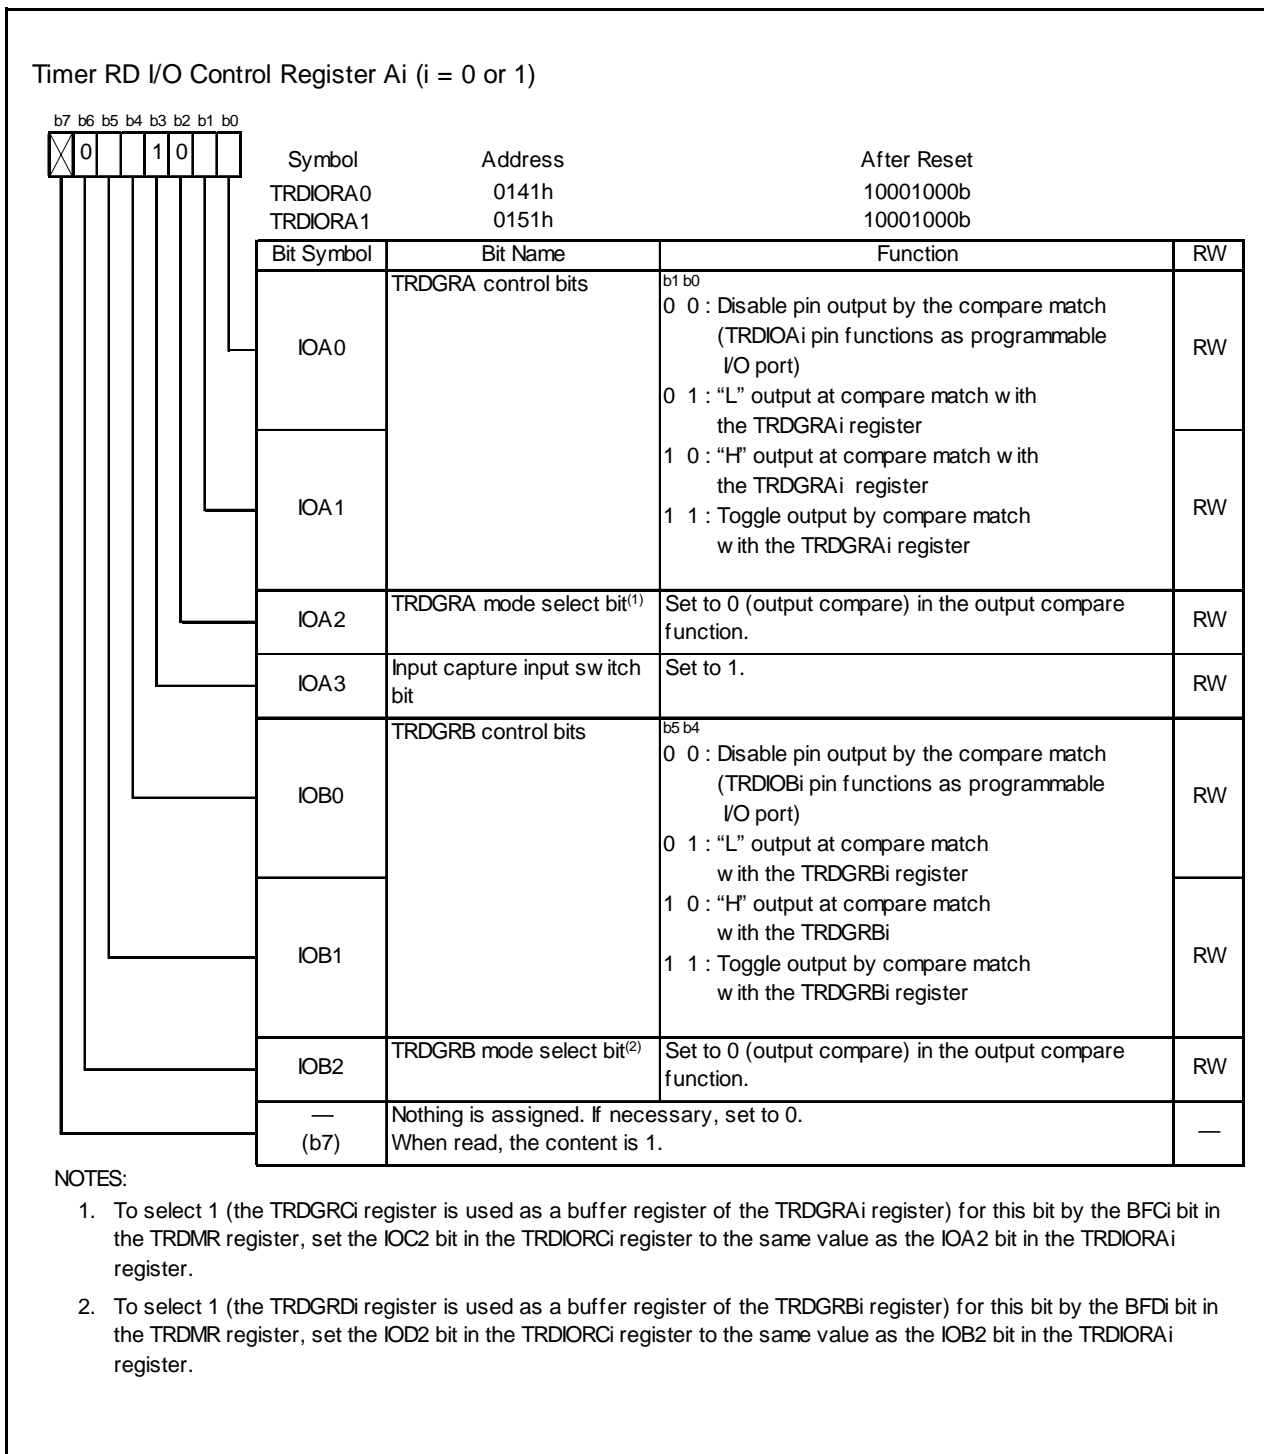 Timer RD I/O Control Register Ai (i = 0 or 1)
b7 b6 b5 b4 b3 b2 b1 b0
0 1 0
Symbol Address After Reset
TRDIORA0 0141h 10001000b
TRDIORA1 0151h 10001000b
Bit Symbol Bit Name Function RW
IOA0
TRDGRA control bits
b1 b0
0 0 : Disable pin output by the compare match
(TRDIOAi pin functions as programmable
I/O port)
0 1 : “L” output at compare match with
the TRDGRAi register
RW
IOA1
1 0 : “H” output at compare match with
the TRDGRAi register
1 1 : Toggle output by compare match
with the TRDGRAi register
RW
IOA2
TRDGRA mode select bit(1)
Set to 0 (output compare) in the output compare
function.
RW
IOA3
Input capture input switch
bit
Set to 1.
RW
IOB0
TRDGRB control bits
b5 b4
0 0 : Disable pin output by the compare match
(TRDIOBi pin functions as programmable
I/O port)
0 1 : “L” output at compare match
with the TRDGRBi register
RW
IOB1
1 0 : “H” output at compare match
with the TRDGRBi
1 1 : Toggle output by compare match
with the TRDGRBi register
RW
IOB2
TRDGRB mode select bit(2)
Set to 0 (output compare) in the output compare
function.
RW
—
(b7)
Nothing is assigned. If necessary, set to 0.
When read, the content is 1.
—
NOTES:
1. To select 1 (the TRDGRCi register is used as a buffer register of the TRDGRAi register) for this bit by the BFCi bit in
the TRDMR register, set the IOC2 bit in the TRDIORCi register to the same value as the IOA2 bit in the TRDIORAi
register.
2. To select 1 (the TRDGRDi register is used as a buffer register of the TRDGRBi register) for this bit by the BFDi bit in
the TRDMR register, set the IOD2 bit in the TRDIORCi register to the same value as the IOB2 bit in the TRDIORAi
register.